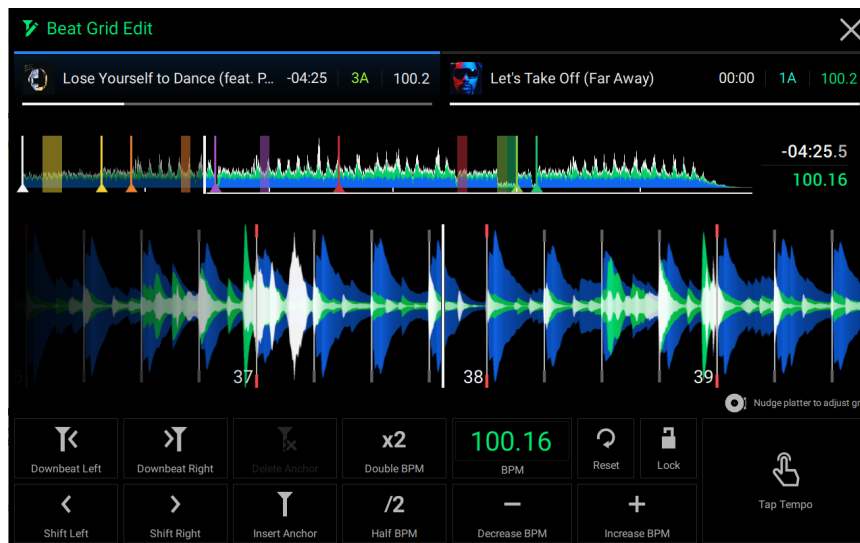 Beat Grid Edit
Lose Yourself to Dance (feat. P... -04:25 3A 100.2
Let's Take Off (Far Away) 00:00 1A 100.2
-04:25.5
100.16
37 38 39
Nudge platter to adjust gr
Downbeat Left Downbeat Right Delete Anchor x2 Double BPM 100.16 BPM Reset Lock
Tap Tempo
Shift Left Shift Right Insert Anchor /2 Half BPM Decrease BPM Increase BPM